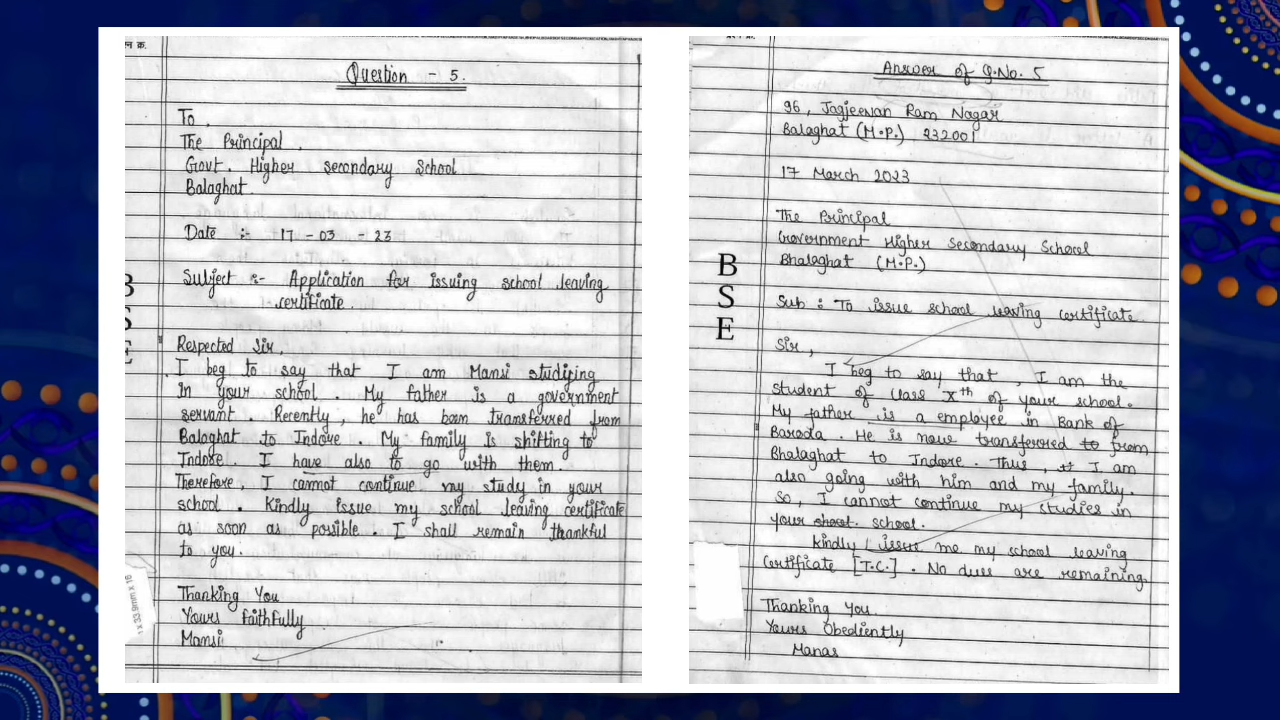 न क्र.
Question - 5.
To,
The Principal,
Govt. Higher secondary School
Balaghat.
Date :- 17 - 03 - 23
Subject :- Application for issuing school leaving
certificate.
Respected Sir,
I beg to say that I am Mansi studying
in your school. My father is a government
servant. Recently, he has been transferred from
Balaghat to Indore. My family is shifting to
Indore. I have also to go with them.
Therefore, I cannot continue my study in your
school. Kindly issue my school leaving certificate
as soon as possible. I shall remain thankful
to you.
Thanking You
Yours Faithfully
Mansi
Answer of Q.No. 5
96, Jagjeevan Ram Nagar
Balaghat (M.P.) 232001
17 March 2023
The Principal
Government Higher Secondary School
Bhalaghat (M.P.)
B
S
E
Sub : To issue school leaving certificate
Sir,
I beg to say that, I am the
student of class Xth of your school.
My father is a employee in Bank of
Baroda. He is now transferred to from
Bhalaghat to Indore. Thus, I am
also going with him and my family.
So, I cannot continue my studies in
your school.
Kindly issue me my school leaving
certificate [T.C.]. No dues are remaining.
Thanking You
Yours Obediently
Manas